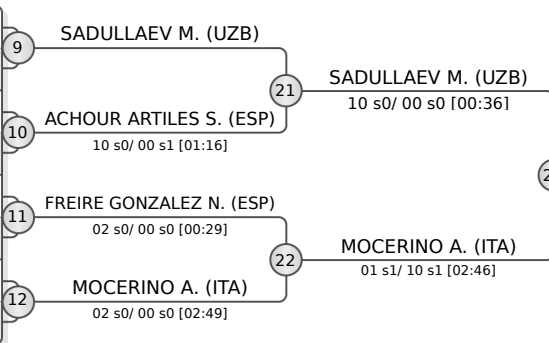 9
SADULLAEV M. (UZB)
10
ACHOUR ARTILES S. (ESP)
10 s0/ 00 s1 [01:16]
21
SADULLAEV M. (UZB)
10 s0/ 00 s0 [00:36]
11
FREIRE GONZALEZ N. (ESP)
02 s0/ 00 s0 [00:29]
12
MOCERINO A. (ITA)
02 s0/ 00 s0 [02:49]
22
MOCERINO A. (ITA)
01 s1/ 10 s1 [02:46]